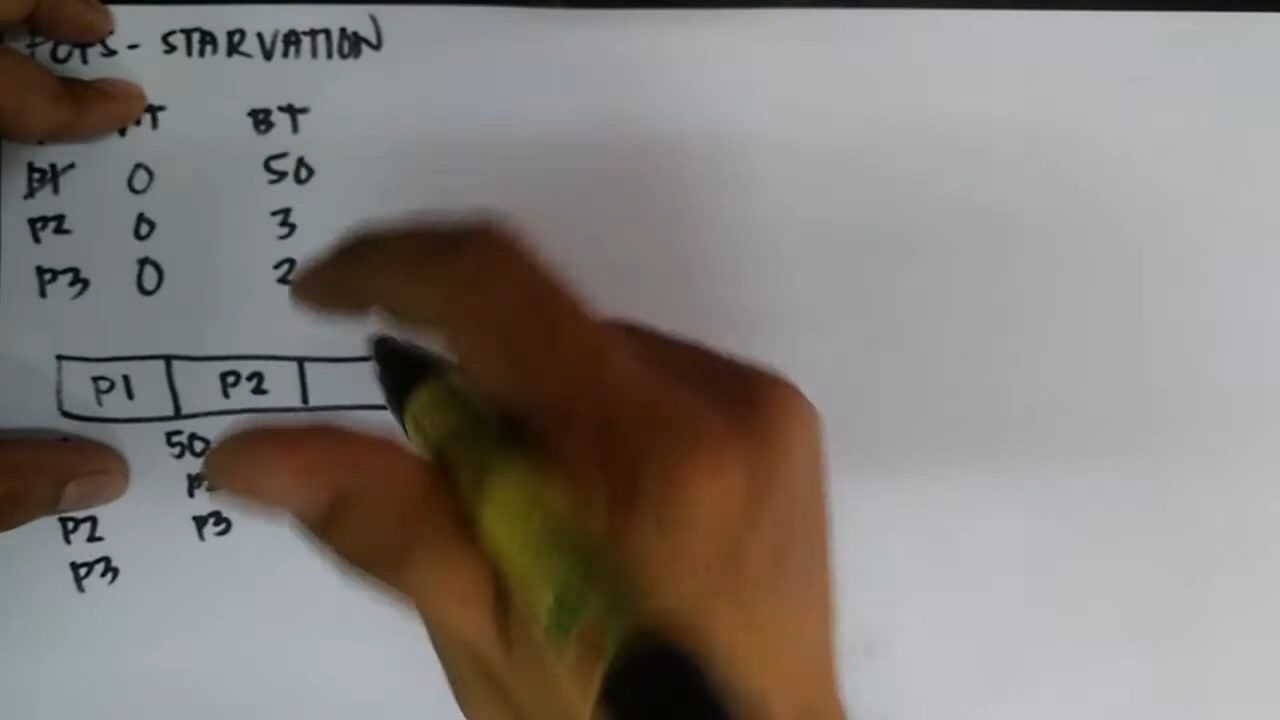 - STARVATION
BT
0 50
P2 0 3
P3 0 2
P1 P2
50
P2 P3
P3